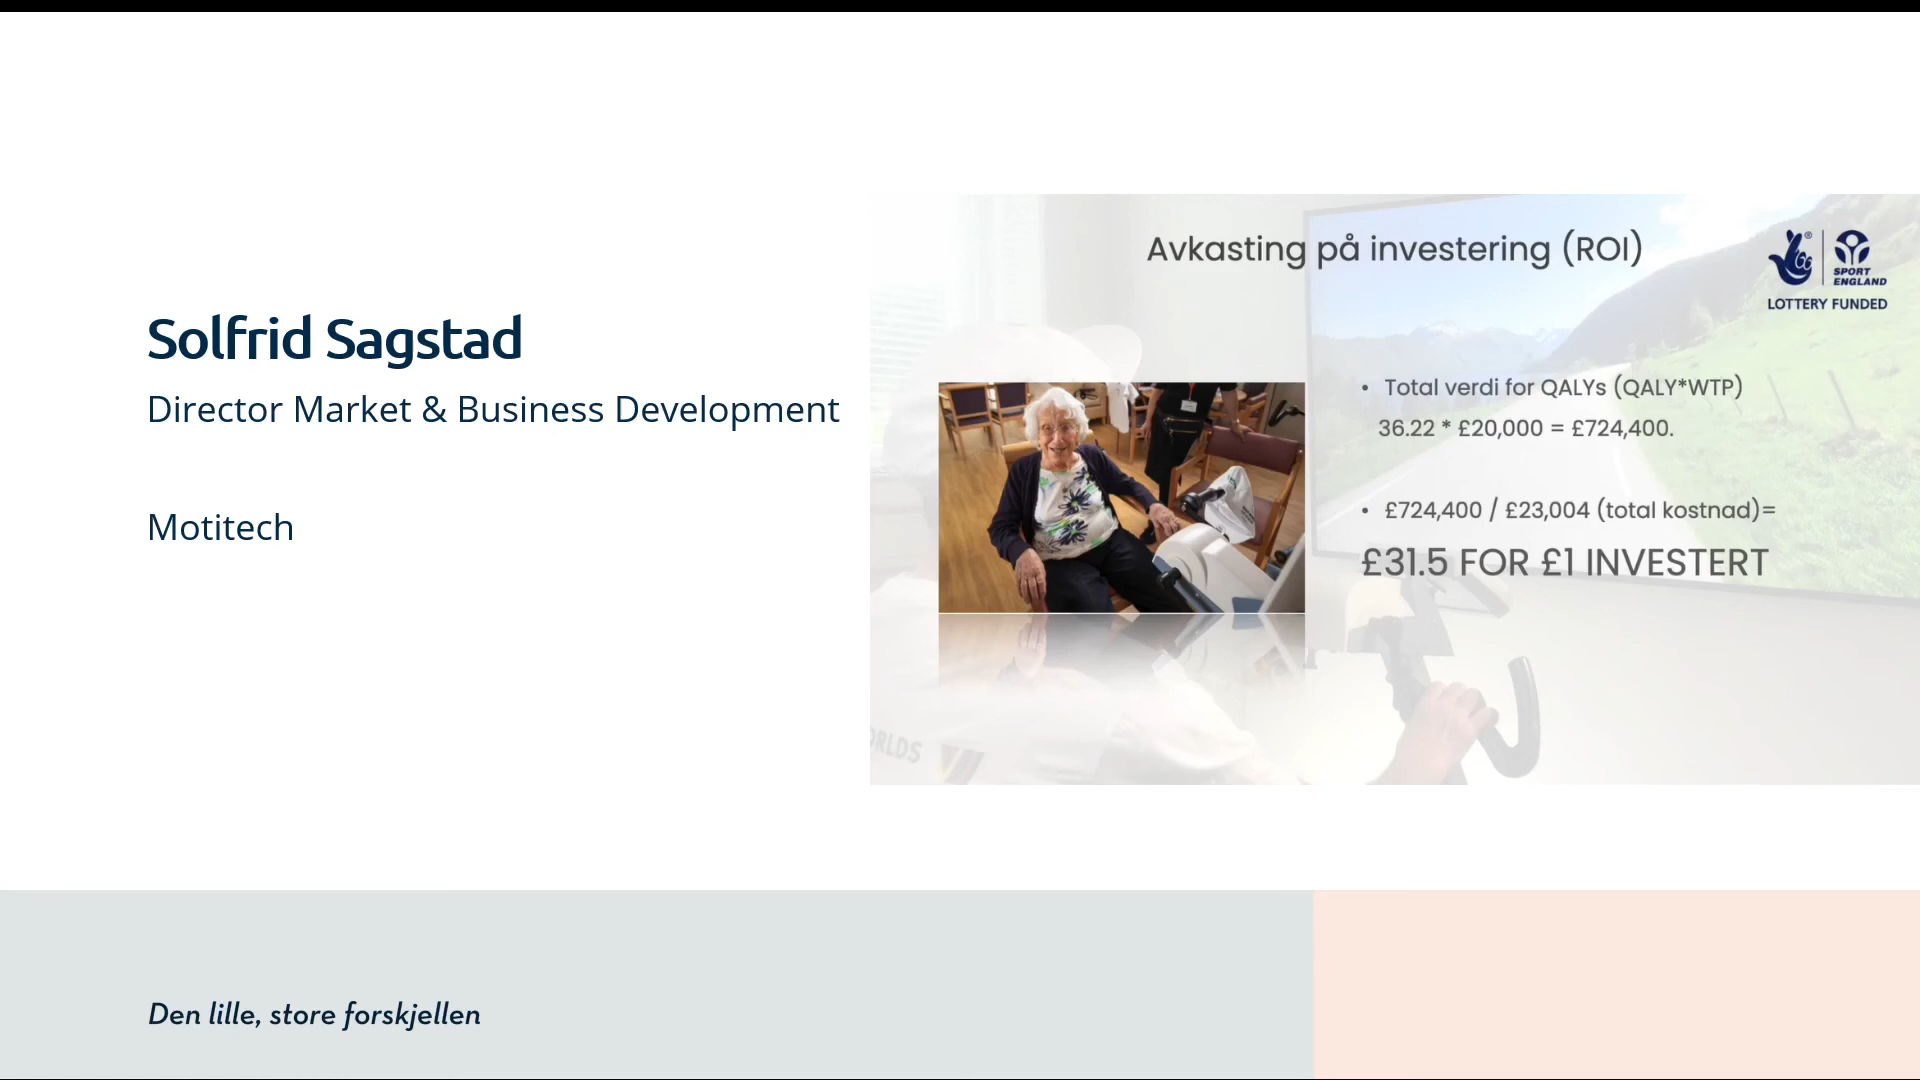 Solfrid Sagstad
Director Market & Business Development
Motitech
Avkasting på investering (ROI)
SPORT
ENGLAND
LOTTERY FUNDED
• Total verdi for QALYs (QALY*WTP)
36.22 * £20,000 = £724,400.
• £724,400 / £23,004 (total kostnad)=
£31.5 FOR £1 INVESTERT
Den lille, store forskjellen